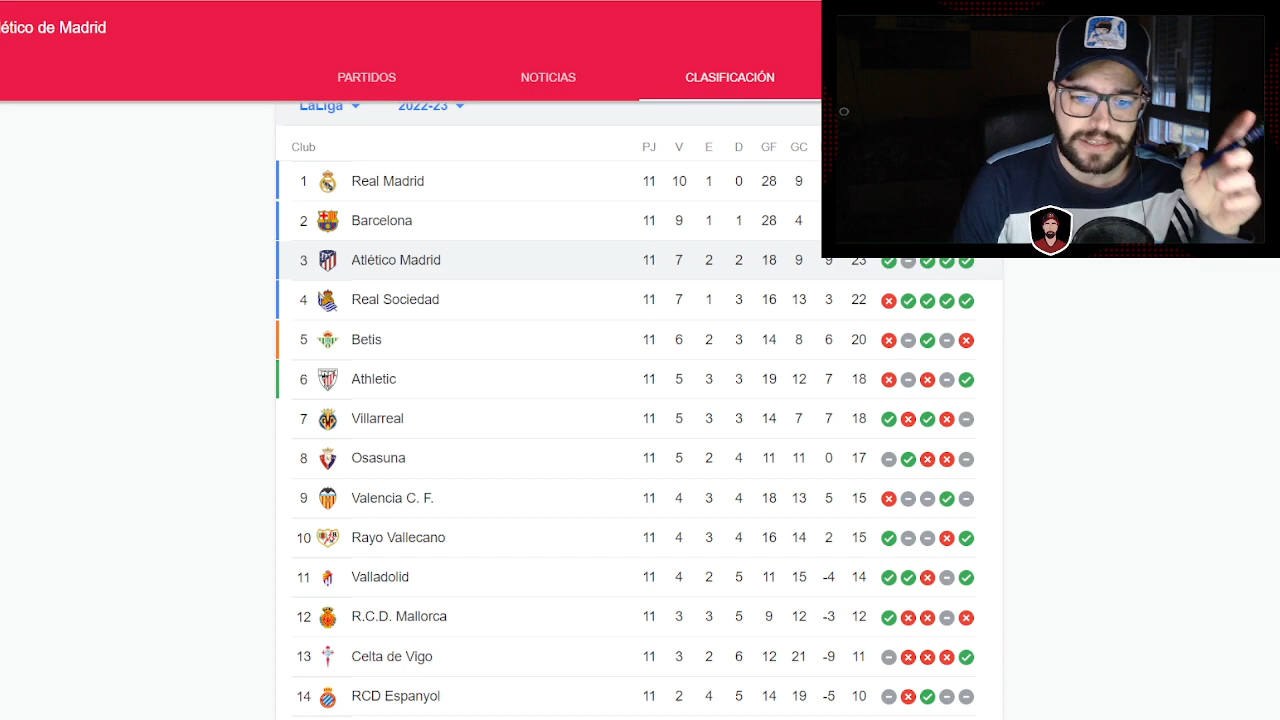 ético de Madrid
PARTIDOS NOTICIAS CLASIFICACIÓN
LaLiga 2022-23
Club PJ V E D GF GC
1 Real Madrid 11 10 1 0 28 9
2 Barcelona 11 9 1 1 28 4
3 Atlético Madrid 11 7 2 2 18 9 9 23
4 Real Sociedad 11 7 1 3 16 13 3 22
5 Betis 11 6 2 3 14 8 6 20
6 Athletic 11 5 3 3 19 12 7 18
7 Villarreal 11 5 3 3 14 7 7 18
8 Osasuna 11 5 2 4 11 11 0 17
9 Valencia C. F. 11 4 3 4 18 13 5 15
10 Rayo Vallecano 11 4 3 4 16 14 2 15
11 Valladolid 11 4 2 5 11 15 -4 14
12 R.C.D. Mallorca 11 3 3 5 9 12 -3 12
13 Celta de Vigo 11 3 2 6 12 21 -9 11
14 RCD Espanyol 11 2 4 5 14 19 -5 10